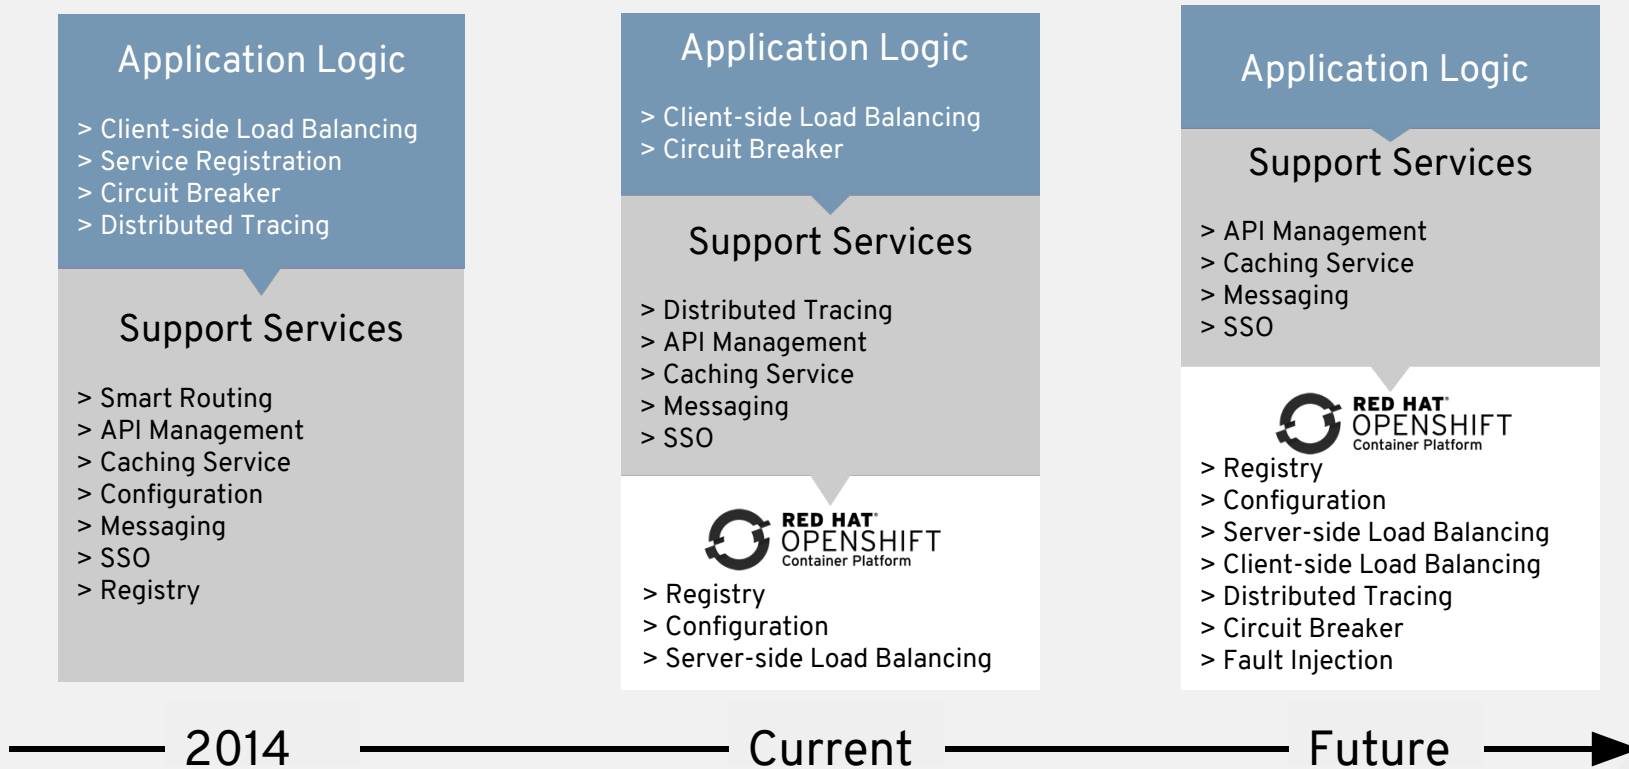 Application Logic
> Client-side Load Balancing
> Service Registration
> Circuit Breaker
> Distributed Tracing
Support Services
> Smart Routing
> API Management
> Caching Service
> Configuration
> Messaging
> SSO
> Registry
2014
Application Logic
> Client-side Load Balancing
> Circuit Breaker
Support Services
> Distributed Tracing
> API Management
> Caching Service
> Messaging
> SSO
RED HAT®
OPENSHIFT
Container Platform
> Registry
> Configuration
> Server-side Load Balancing
Current
Application Logic
Support Services
> API Management
> Caching Service
> Messaging
> SSO
RED HAT®
OPENSHIFT
Container Platform
> Registry
> Configuration
> Server-side Load Balancing
> Client-side Load Balancing
> Distributed Tracing
> Circuit Breaker
> Fault Injection
Future